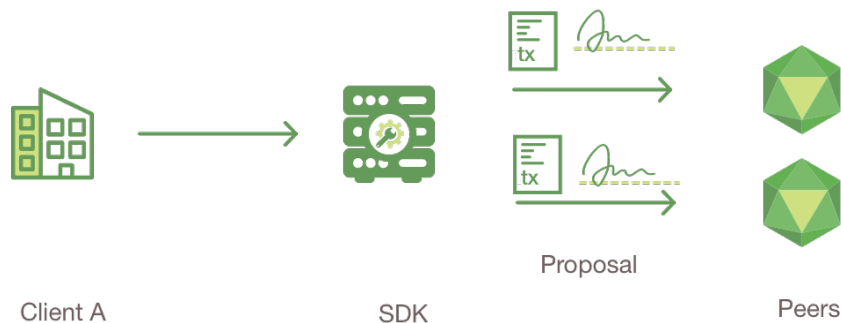 tx
tx
Proposal
Client A
SDK
Peers